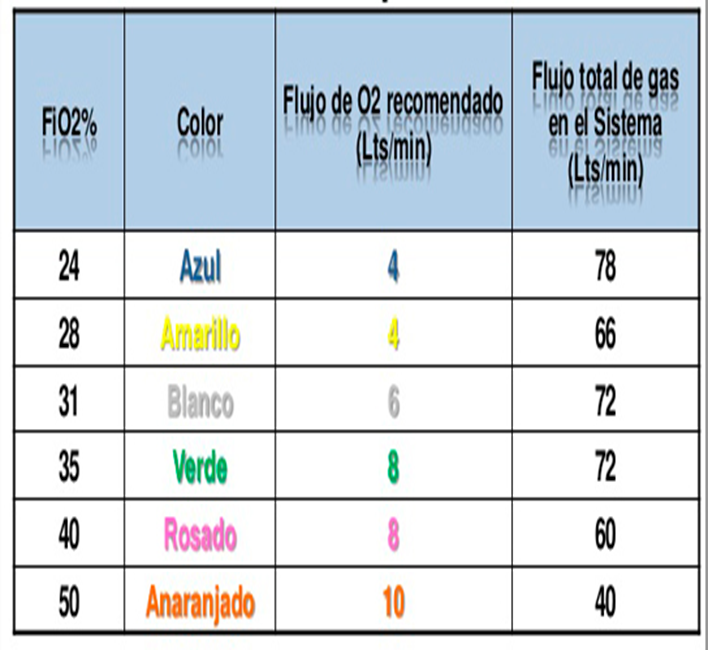 FiO2%
Color
Flujo de O2 recomendado
(Lts/min)
Flujo total de gas
en el Sistema
(Lts/min)
24 Azul 4 78
28 Amarillo 4 66
31 Blanco 6 72
35 Verde 8 72
40 Rosado 8 60
50 Anaranjado 10 40